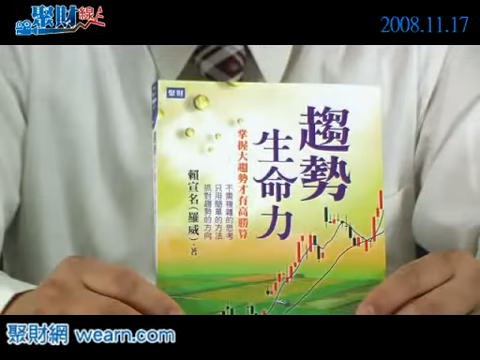 聚財線上
2008.11.17
聚財
趨勢
生命力
掌握大趨勢才有高勝算
不需複雜的思考
只用簡單的方法
抓對趨勢的方向
賴宣名(羅威)·著
聚財網 wearn.com